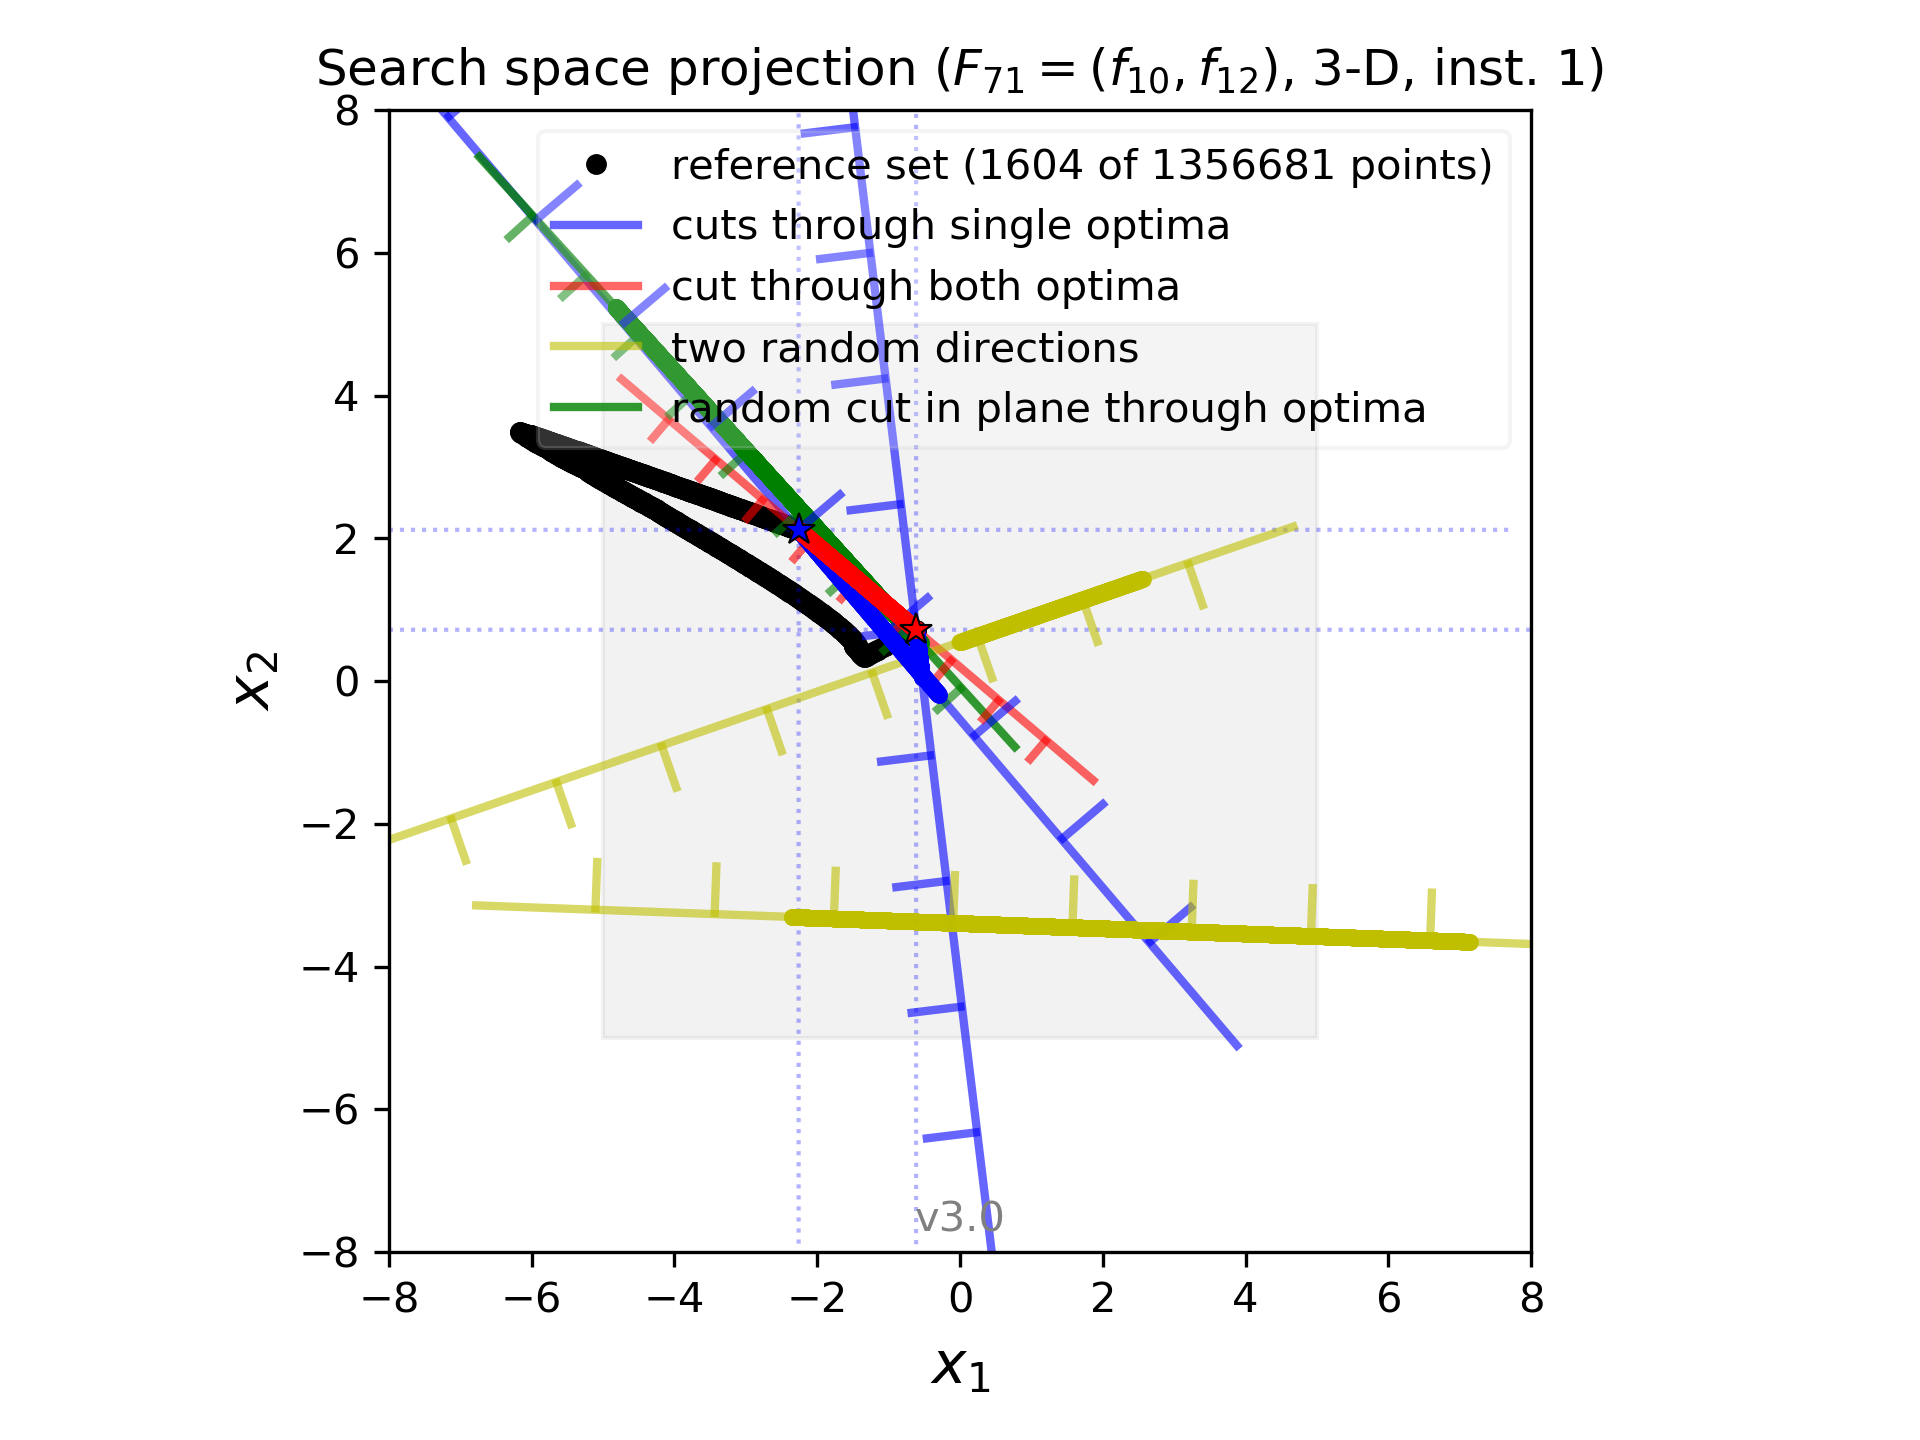 Search space projection (F₇₁ = (f₁₀, f₁₂), 3-D, inst. 1)
reference set (1604 of 1356681 points)
cuts through single optima
cut through both optima
two random directions
random cut in plane through optima
8
6
4
2
0
−2
−4
−6
−8
x₂
v3.0
−8 −6 −4 −2 0 2 4 6 8
x₁